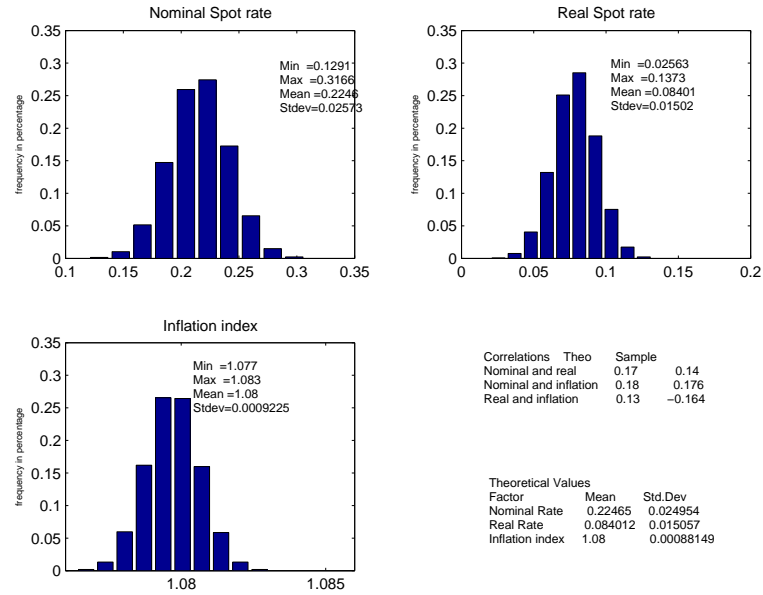 Nominal Spot rate
0.35
0.3
0.25
0.2
0.15
0.1
0.05
0
0.1 0.15 0.2 0.25 0.3 0.35
frequency in percentage
Min =0.1291
Max =0.3166
Mean =0.2246
Stdev=0.02573
Real Spot rate
0.35
0.3
0.25
0.2
0.15
0.1
0.05
0
0 0.05 0.1 0.15 0.2
frequency in percentage
Min =0.02563
Max =0.1373
Mean =0.08401
Stdev=0.01502
Inflation index
0.35
0.3
0.25
0.2
0.15
0.1
0.05
0
1.08 1.085
frequency in percentage
Min =1.077
Max =1.083
Mean =1.08
Stdev=0.0009225
Correlations Theo Sample
Nominal and real 0.17 0.14
Nominal and inflation 0.18 0.176
Real and inflation 0.13 −0.164
Theoretical Values
Factor Mean Std.Dev
Nominal Rate 0.22465 0.024954
Real Rate 0.084012 0.015057
Inflation index 1.08 0.00088149